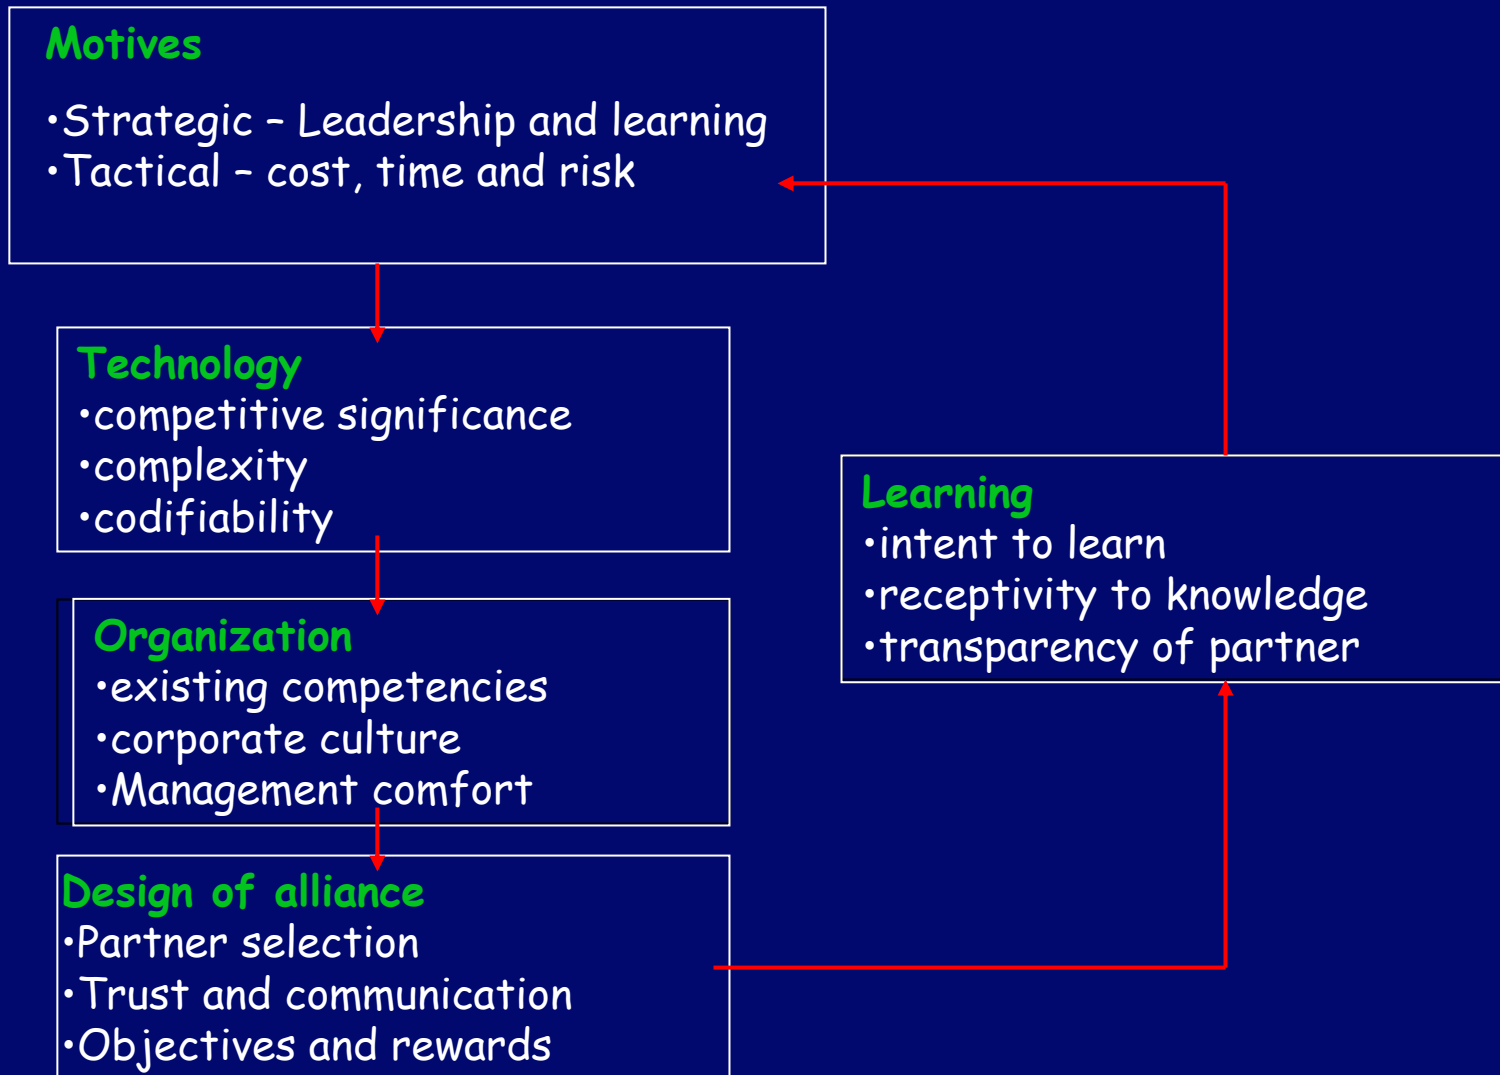 Motives
•Strategic – Leadership and learning
•Tactical – cost, time and risk
Technology
•competitive significance
•complexity
•codifiability
Organization
•existing competencies
•corporate culture
•Management comfort
Design of alliance
•Partner selection
•Trust and communication
•Objectives and rewards
Learning
•intent to learn
•receptivity to knowledge
•transparency of partner